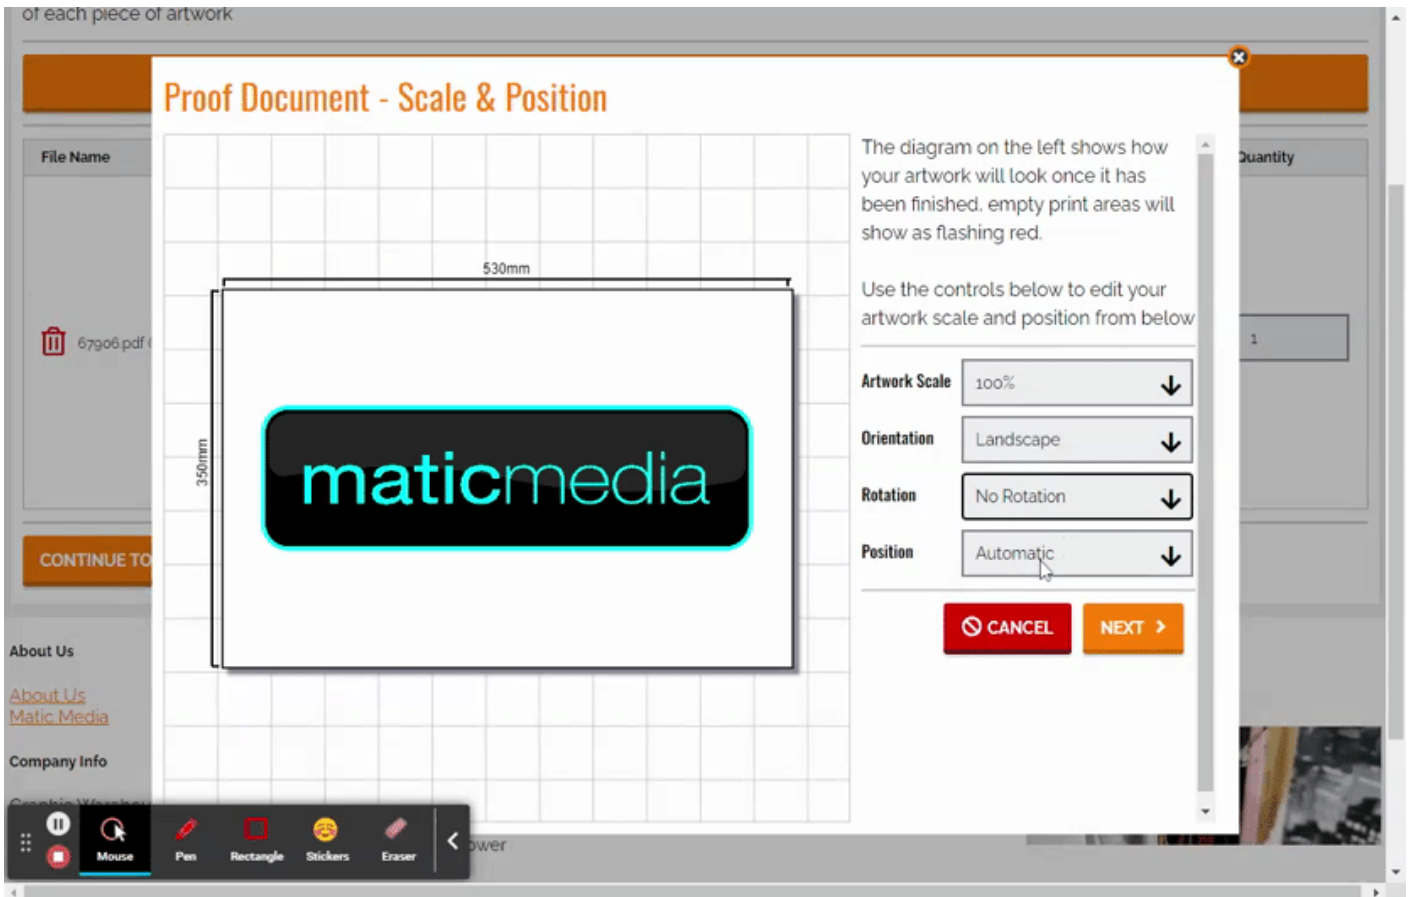 of each piece of artwork
Proof Document - Scale & Position
File Name
Quantity
The diagram on the left shows how
your artwork will look once it has
been finished, empty print areas will
show as flashing red.
530mm
Use the controls below to edit your
artwork scale and position from below
67906.pdf
1
Artwork Scale
100%
350mm
maticmedia
Orientation
Landscape
Rotation
No Rotation
Position
Automatic
CONTINUE TO
CANCEL
NEXT
About Us
About Us
Matic Media
Company Info
Mouse
Pen
Rectangle
Stickers
Eraser
ower